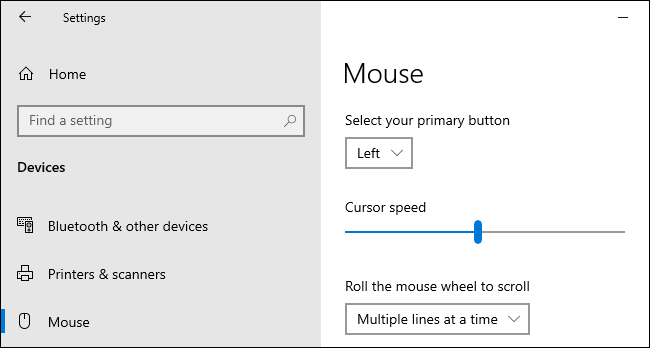 Settings
Home
Find a setting
Devices
Bluetooth & other devices
Printers & scanners
Mouse
Mouse
Select your primary button
Left
Cursor speed
Roll the mouse wheel to scroll
Multiple lines at a time